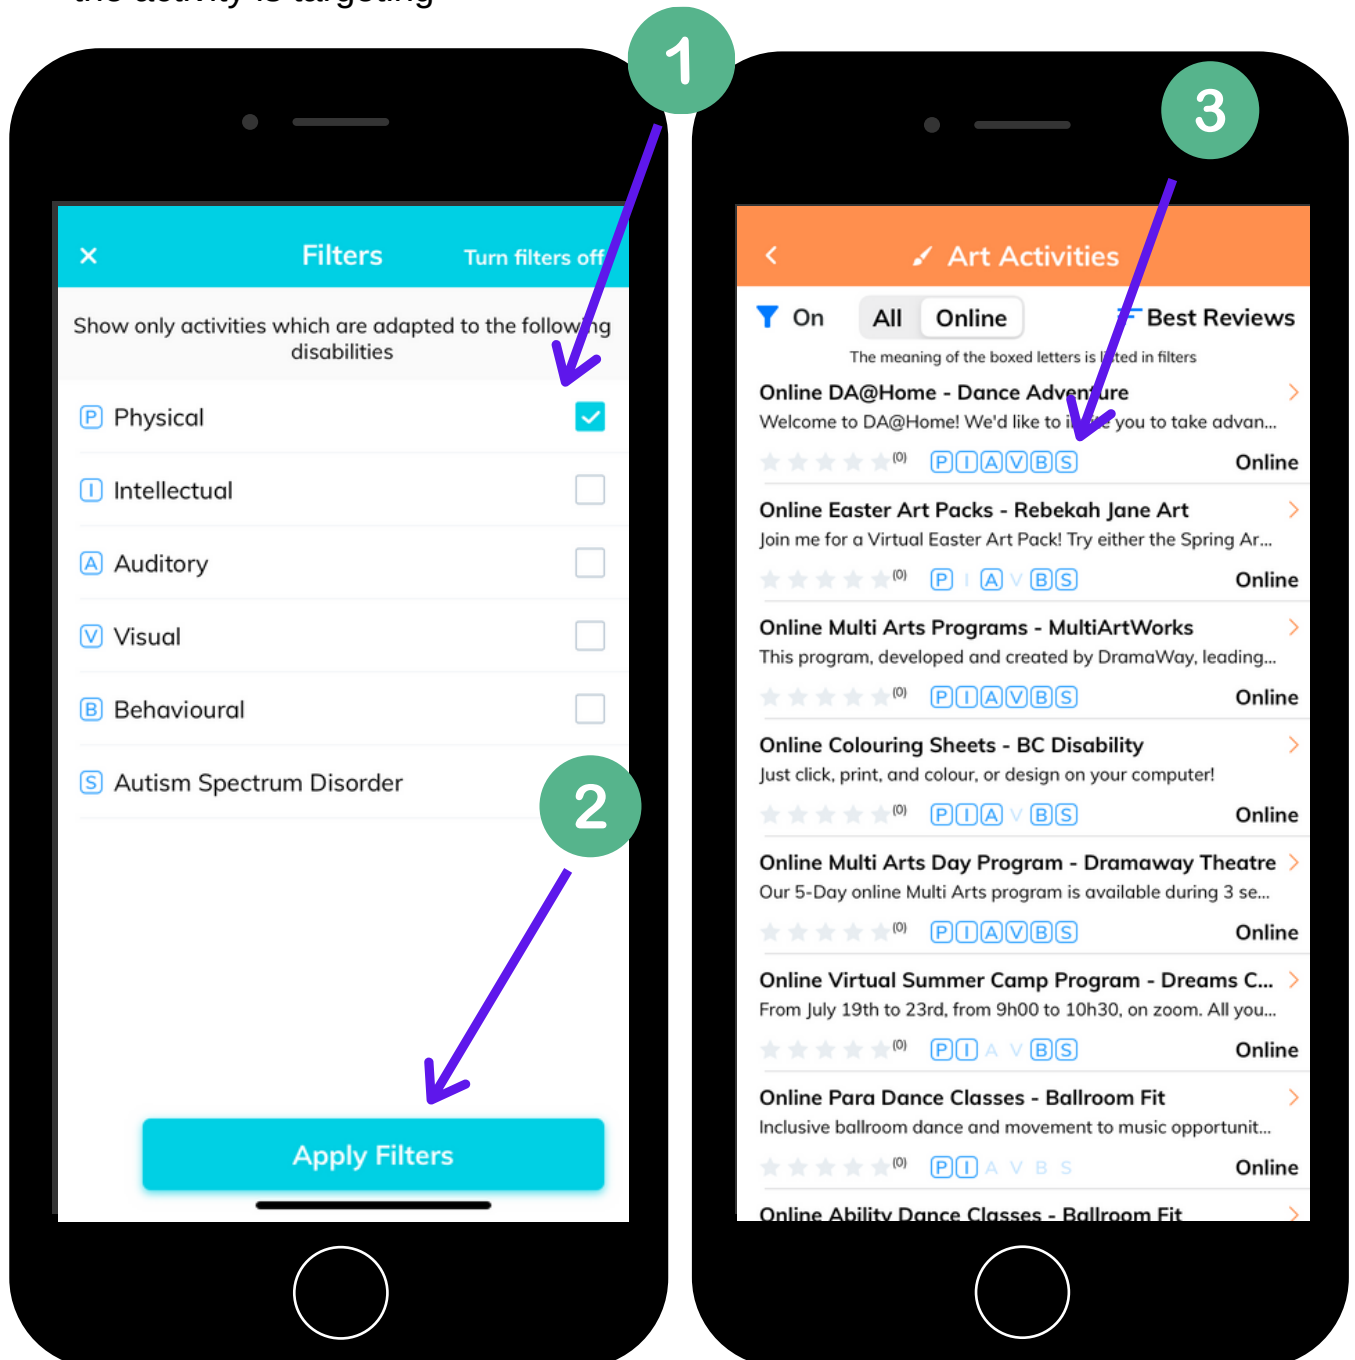 the activity is targeting
1
3
Filters
Turn filters off
Show only activities which are adapted to the following
disabilities
P Physical
I Intellectual
A Auditory
V Visual
B Behavioural
S Autism Spectrum Disorder
2
Apply Filters
Art Activities
On All Online Best Reviews
The meaning of the boxed letters is listed in filters
Online DA@Home - Dance Adventure
Welcome to DA@Home! We'd like to invite you to take advan...
(0) P I A V B S Online
Online Easter Art Packs - Rebekah Jane Art
Join me for a Virtual Easter Art Pack! Try either the Spring Ar...
(0) P I A V B S Online
Online Multi Arts Programs - MultiArtWorks
This program, developed and created by DramaWay, leading...
(0) P I A V B S Online
Online Colouring Sheets - BC Disability
Just click, print, and colour, or design on your computer!
(0) P I A V B S Online
Online Multi Arts Day Program - Dramaway Theatre
Our 5-Day online Multi Arts program is available during 3 se...
(0) P I A V B S Online
Online Virtual Summer Camp Program - Dreams C...
From July 19th to 23rd, from 9h00 to 10h30, on zoom. All you...
(0) P I A V B S Online
Online Para Dance Classes - Ballroom Fit
Inclusive ballroom dance and movement to music opportunit...
(0) P I A V B S Online
Online Ability Dance Classes - Ballroom Fit